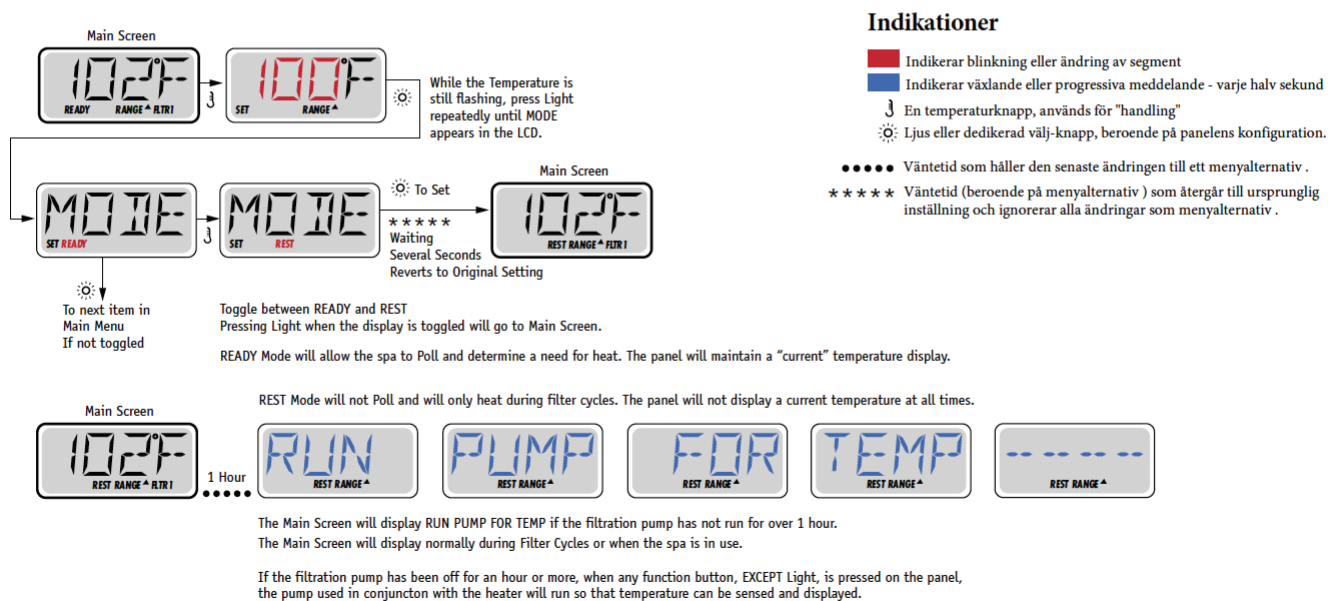 Main Screen
102°F
READY RANGE FLTR1
100°F
SET RANGE
While the Temperature is
still flashing, press Light
repeatedly until MODE
appears in the LCD.
Indikationer
Indikerar blinkning eller ändring av segment
Indikerar växlande eller progressiva meddelande - varje halv sekund
En temperaturknapp, används för "handling"
Ljus eller dedikerad välj-knapp, beroende på panelens konfiguration.
Väntetid som håller den senaste ändringen till ett menyalternativ .
***** Väntetid (beroende på menyalternativ ) som återgår till ursprunglig
inställning och ignorerar alla ändringar som menyalternativ .
MODE
SET READY
MODE
SET REST
To Set
*****
Waiting
Several Seconds
Reverts to Original Setting
Main Screen
102°F
REST RANGE FLTR1
To next item in
Main Menu
If not toggled
Toggle between READY and REST
Pressing Light when the display is toggled will go to Main Screen.
READY Mode will allow the spa to Poll and determine a need for heat. The panel will maintain a “current” temperature display.
REST Mode will not Poll and will only heat during filter cycles. The panel will not display a current temperature at all times.
Main Screen
102°F
REST RANGE FLTR1
1 Hour
RUN
REST RANGE
PUMP
REST RANGE
FOR
REST RANGE
TEMP
REST RANGE
-- -- -- --
REST RANGE
The Main Screen will display RUN PUMP FOR TEMP if the filtration pump has not run for over 1 hour.
The Main Screen will display normally during Filter Cycles or when the spa is in use.
If the filtration pump has been off for an hour or more, when any function button, EXCEPT Light, is pressed on the panel,
the pump used in conjuncton with the heater will run so that temperature can be sensed and displayed.